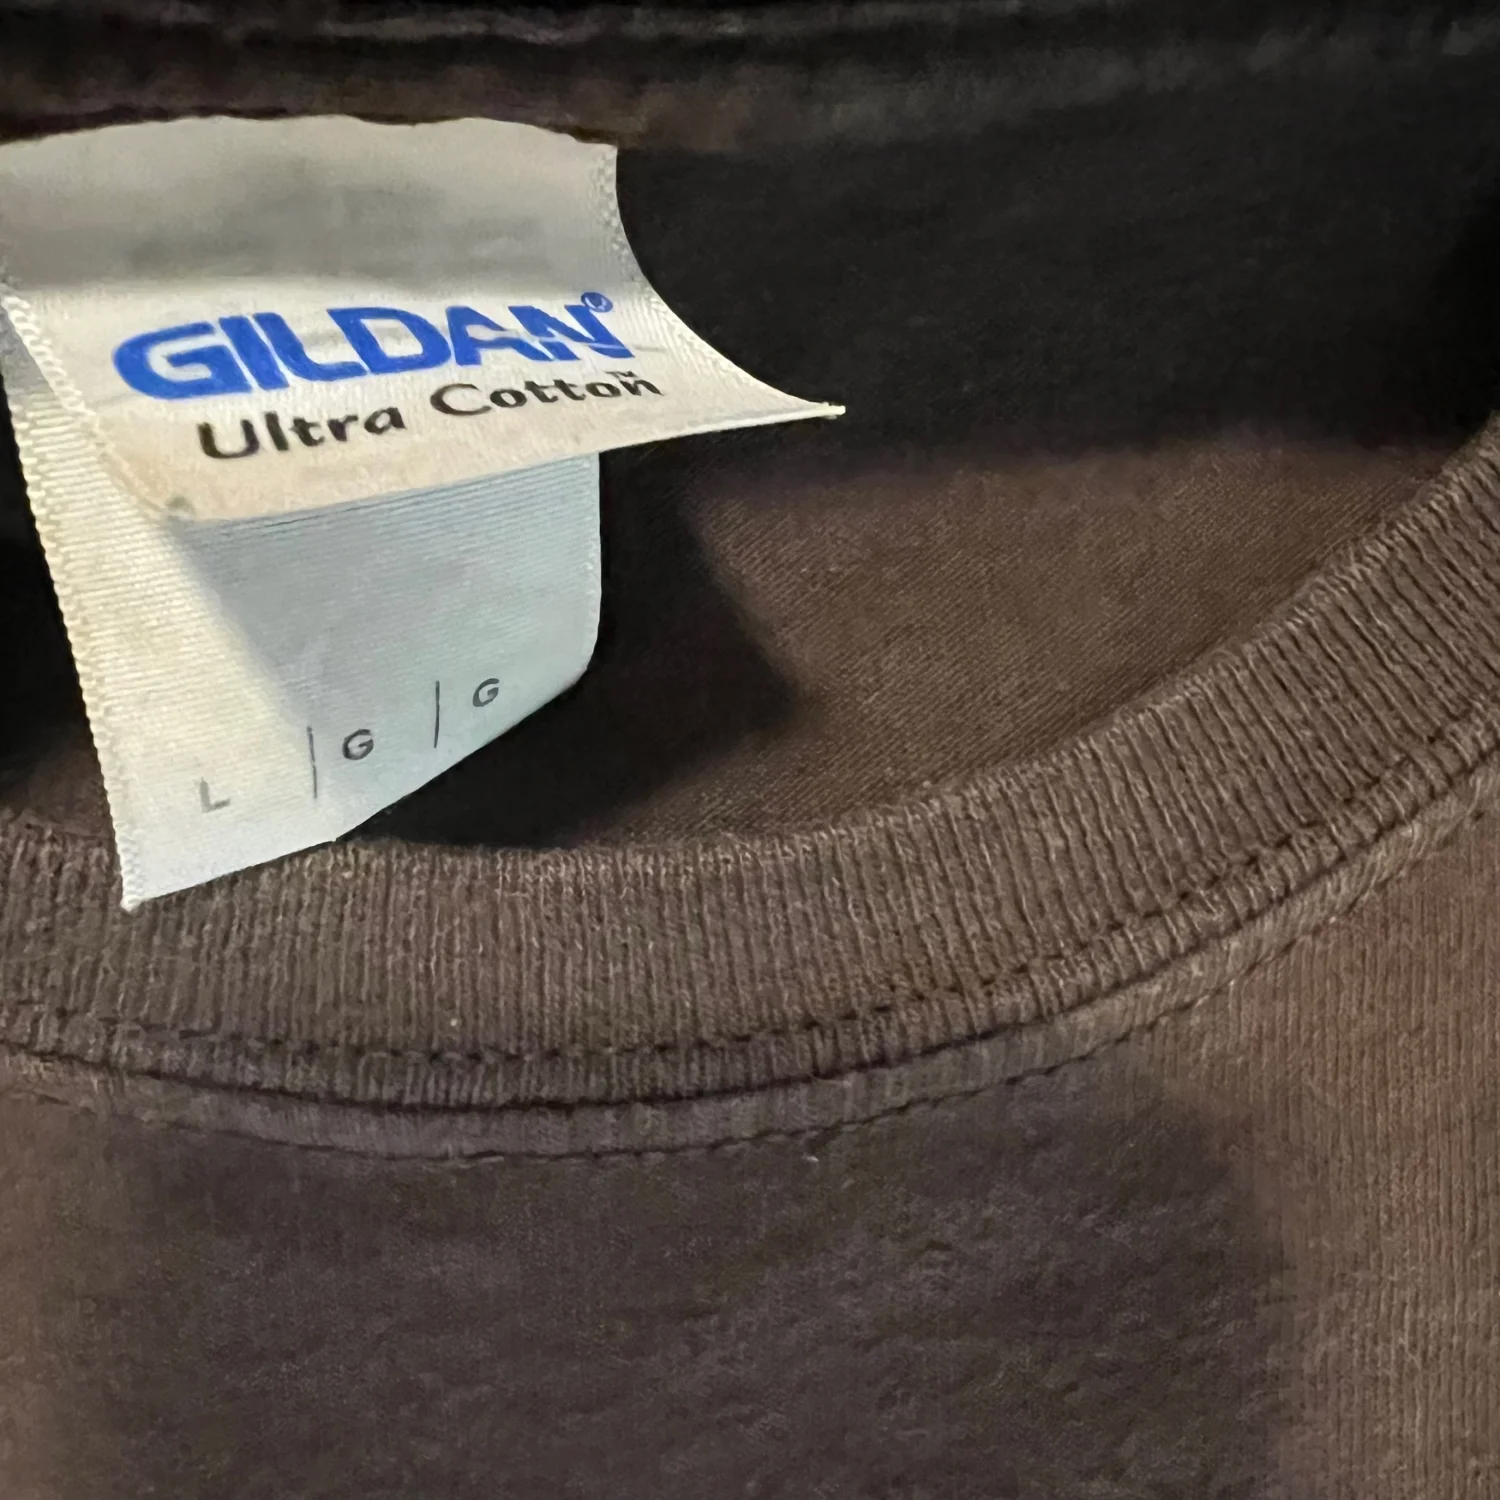 GILDAN®
Ultra Cotton™
L | G | G